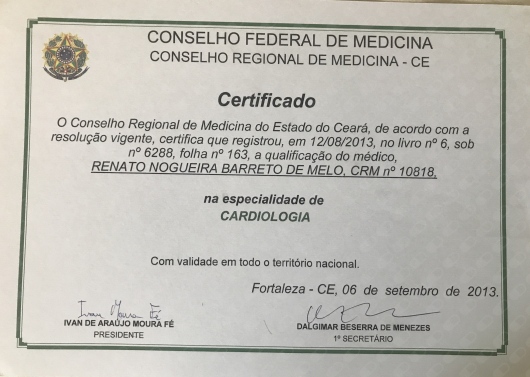 CONSELHO FEDERAL DE MEDICINA
CONSELHO REGIONAL DE MEDICINA - CE
Certificado
O Conselho Regional de Medicina do Estado do Ceará, de acordo com a
resolução vigente, certifica que registrou, em 12/08/2013, no livro nº 6, sob
nº 6288, folha nº 163, a qualificação do médico,
RENATO NOGUEIRA BARRETO DE MELO, CRM nº 10818,
na especialidade de
CARDIOLOGIA
Com validade em todo o território nacional.
Fortaleza - CE, 06 de setembro de 2013.
Ivan Moura Fé
IVAN DE ARAÚJO MOURA FÉ
PRESIDENTE
DALGIMAR BESERRA DE MENEZES
1º SECRETÁRIO